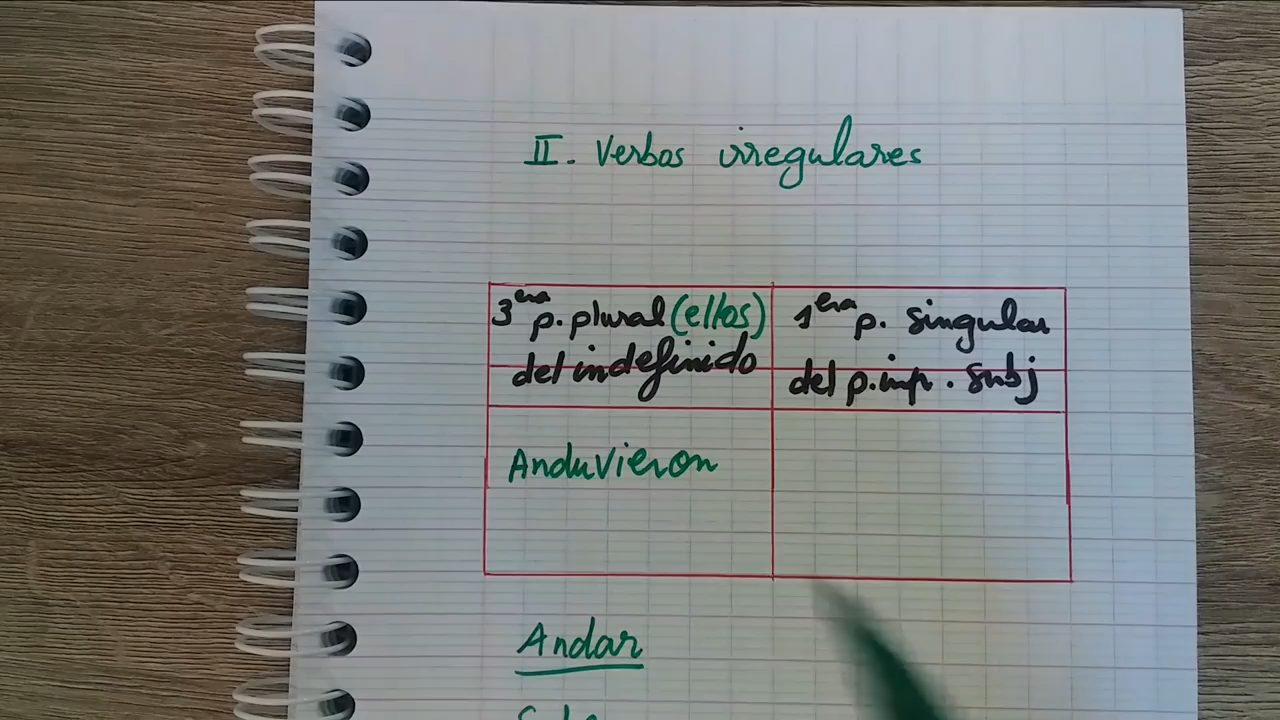 II. Verbos irregulares
3era p. plural (ellos)
del indefinido
1era p. singular
del p. imp. subj
Anduvieron
Andar